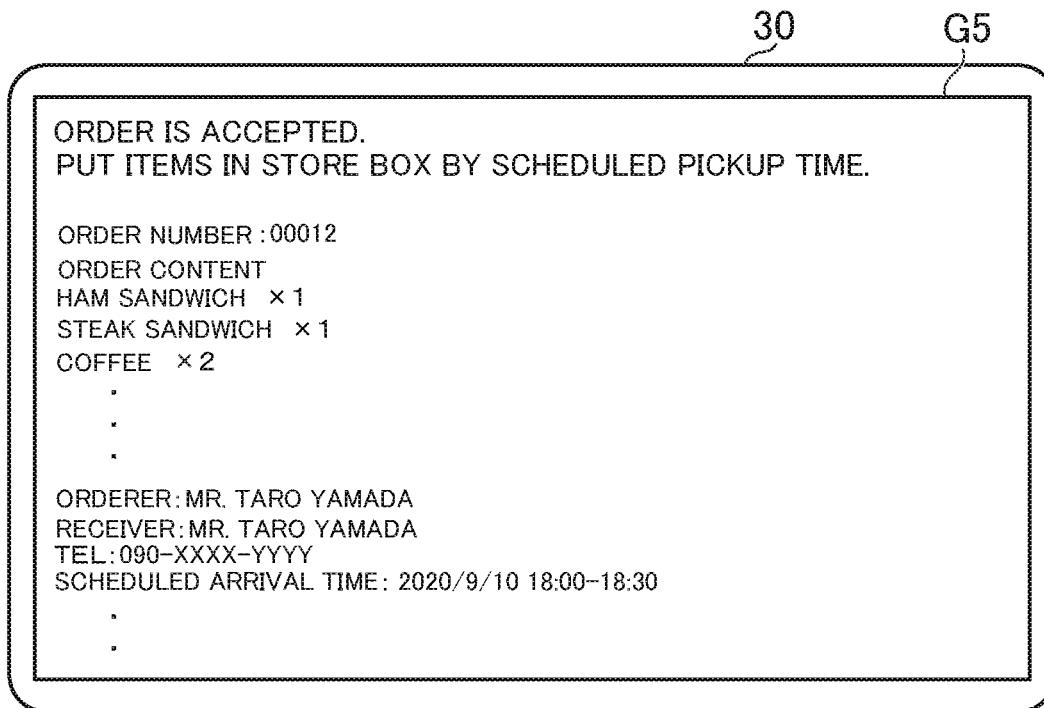 30 G5
ORDER IS ACCEPTED.
PUT ITEMS IN STORE BOX BY SCHEDULED PICKUP TIME.
ORDER NUMBER:00012
ORDER CONTENT
HAM SANDWICH ×1
STEAK SANDWICH ×1
COFFEE ×2
ORDERER:MR. TARO YAMADA
RECEIVER:MR. TARO YAMADA
TEL:090-XXXX-YYYY
SCHEDULED ARRIVAL TIME: 2020/9/10 18:00-18:30